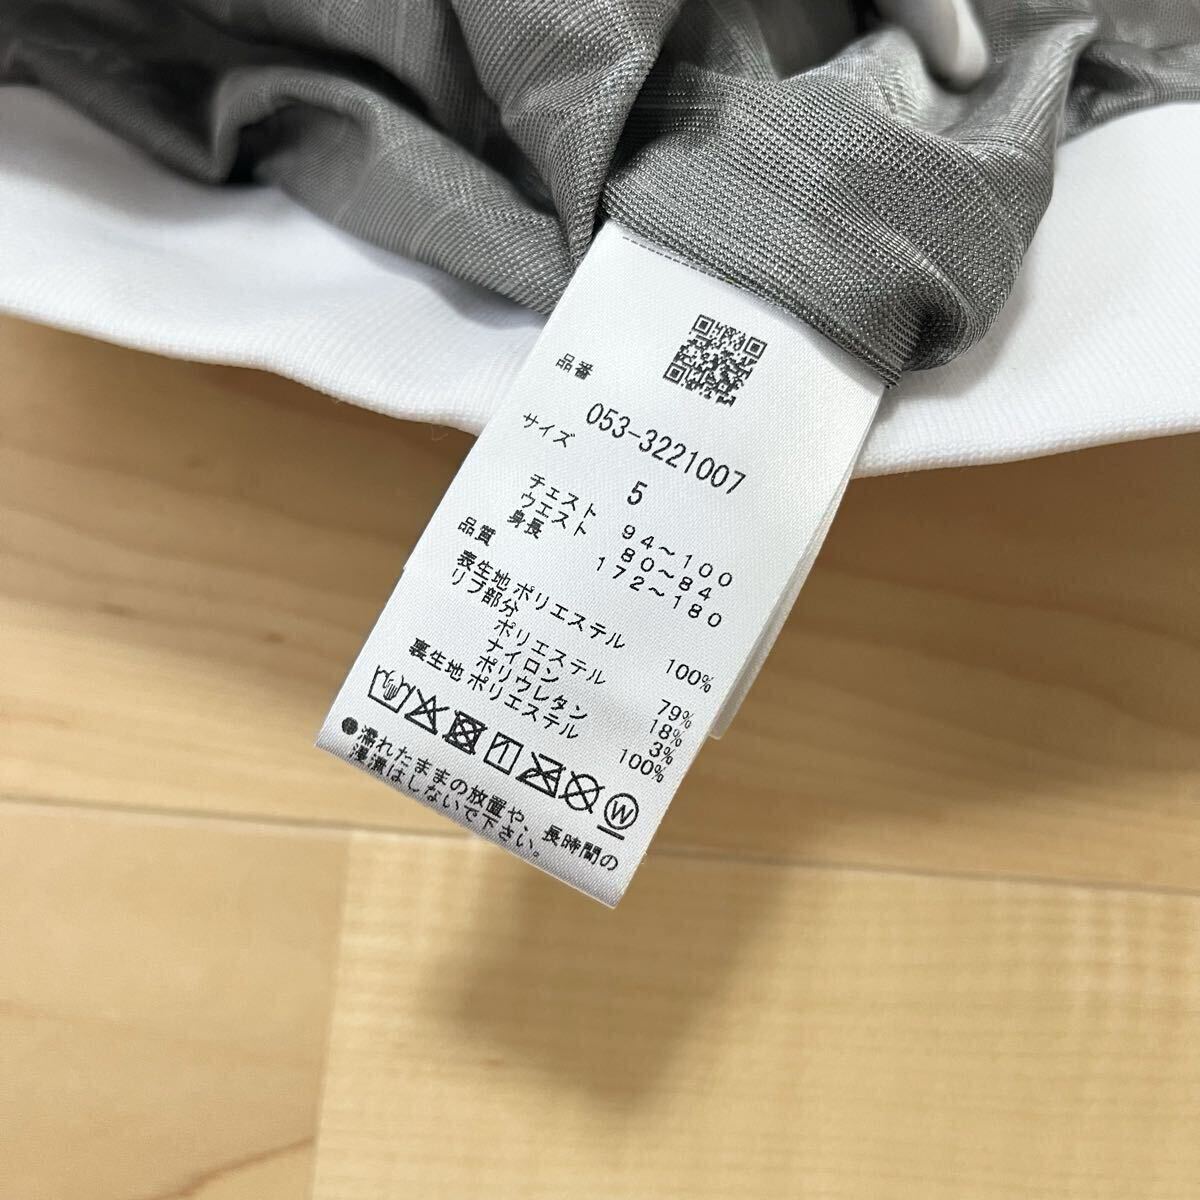 品番
053-3221007
サイズ
5
チェスト 94~100
ウエスト 80~84
身長 172~180
品質
表生地 ポリエステル 100%
リブ部分
ポリエステル 79%
ナイロン 18%
ポリウレタン 3%
裏生地 ポリエステル 100%
W
●濡れたままの放置や、長時間の
浸漬はしないで下さい。